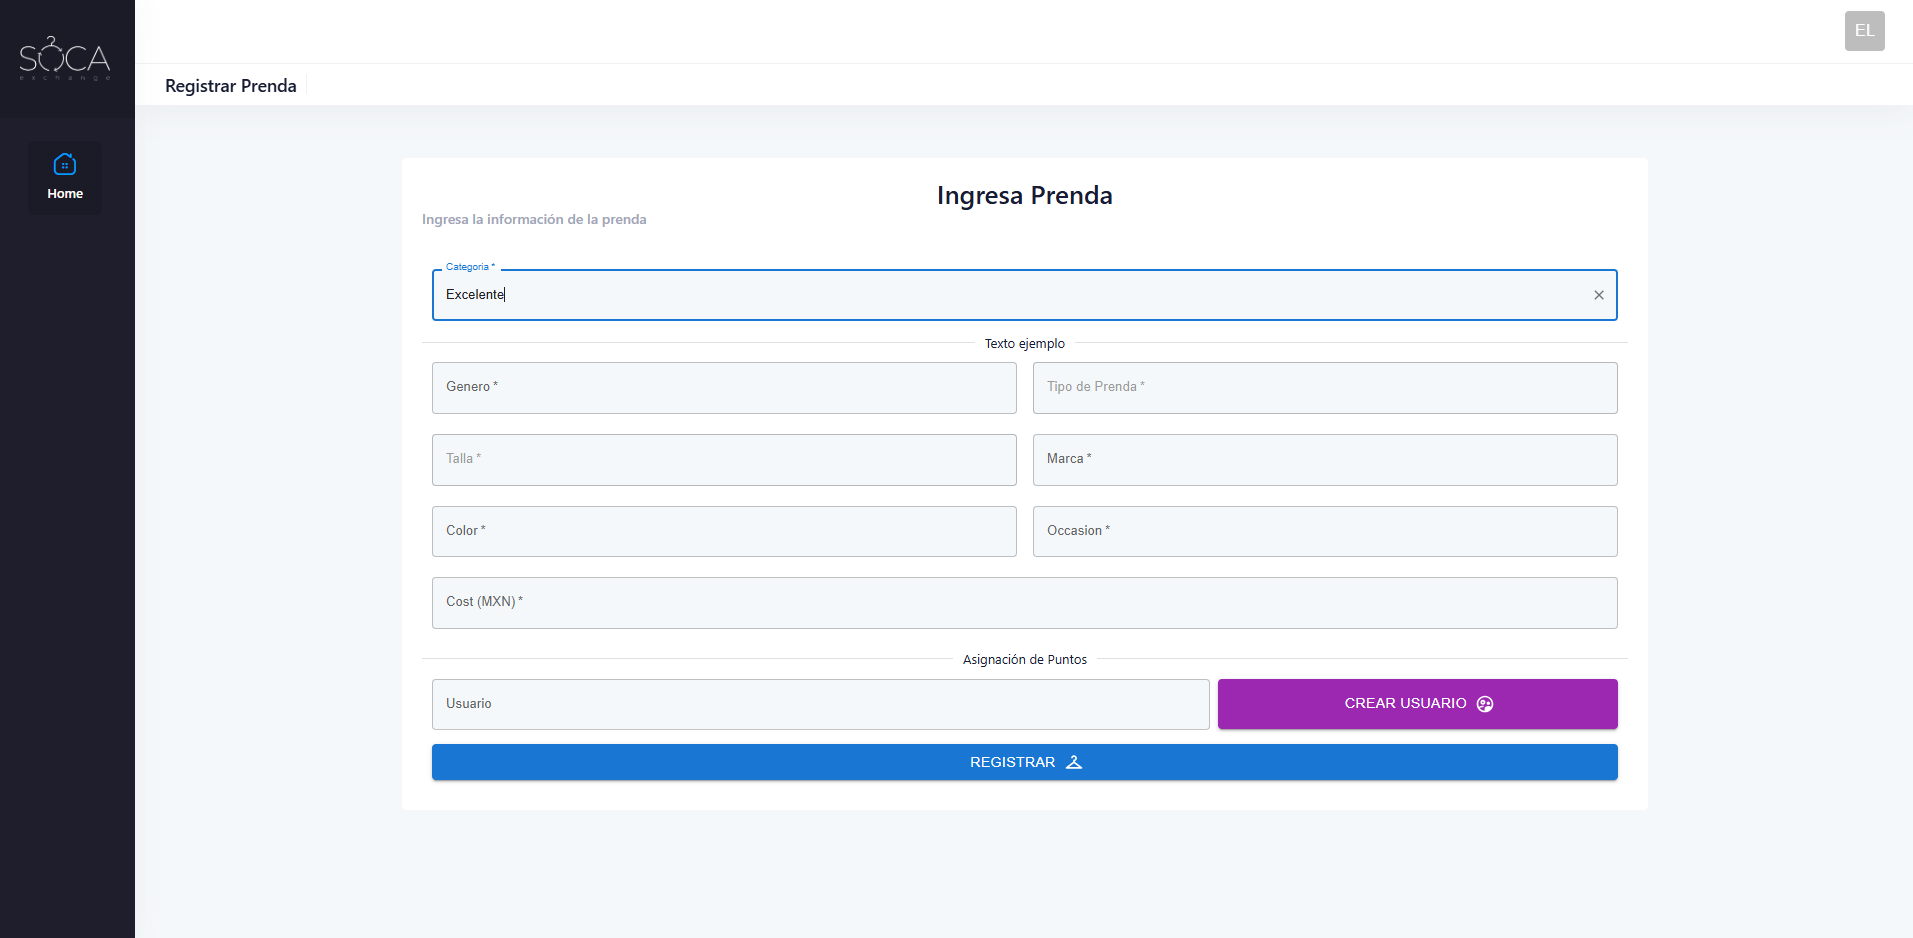 SOCA
exchange
EL
Registrar Prenda
Home
Ingresa Prenda
Ingresa la información de la prenda
Categoria *
Excelente
Texto ejemplo
Genero *
Tipo de Prenda *
Talla *
Marca *
Color *
Occasion *
Cost (MXN) *
Asignación de Puntos
Usuario
CREAR USUARIO
REGISTRAR